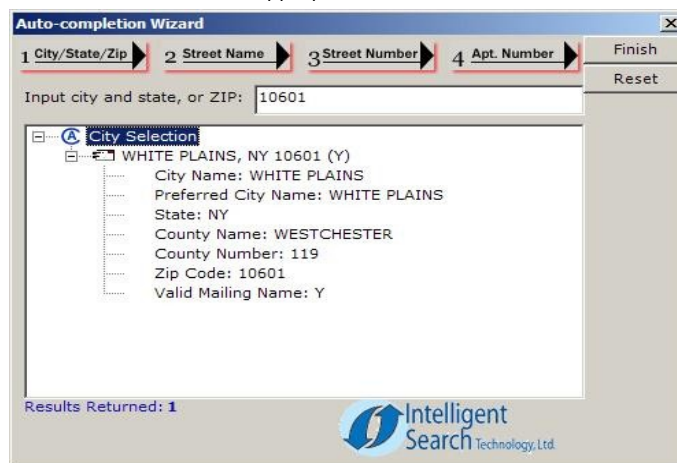 Auto-completion Wizard
1 City/State/Zip 2 Street Name 3 Street Number 4 Apt. Number Finish
Reset
Input city and state, or ZIP: 10601
A City Selection
WHITE PLAINS, NY 10601 (Y)
City Name: WHITE PLAINS
Preferred City Name: WHITE PLAINS
State: NY
County Name: WESTCHESTER
County Number: 119
Zip Code: 10601
Valid Mailing Name: Y
Results Returned: 1
Intelligent
Search Technology, Ltd.